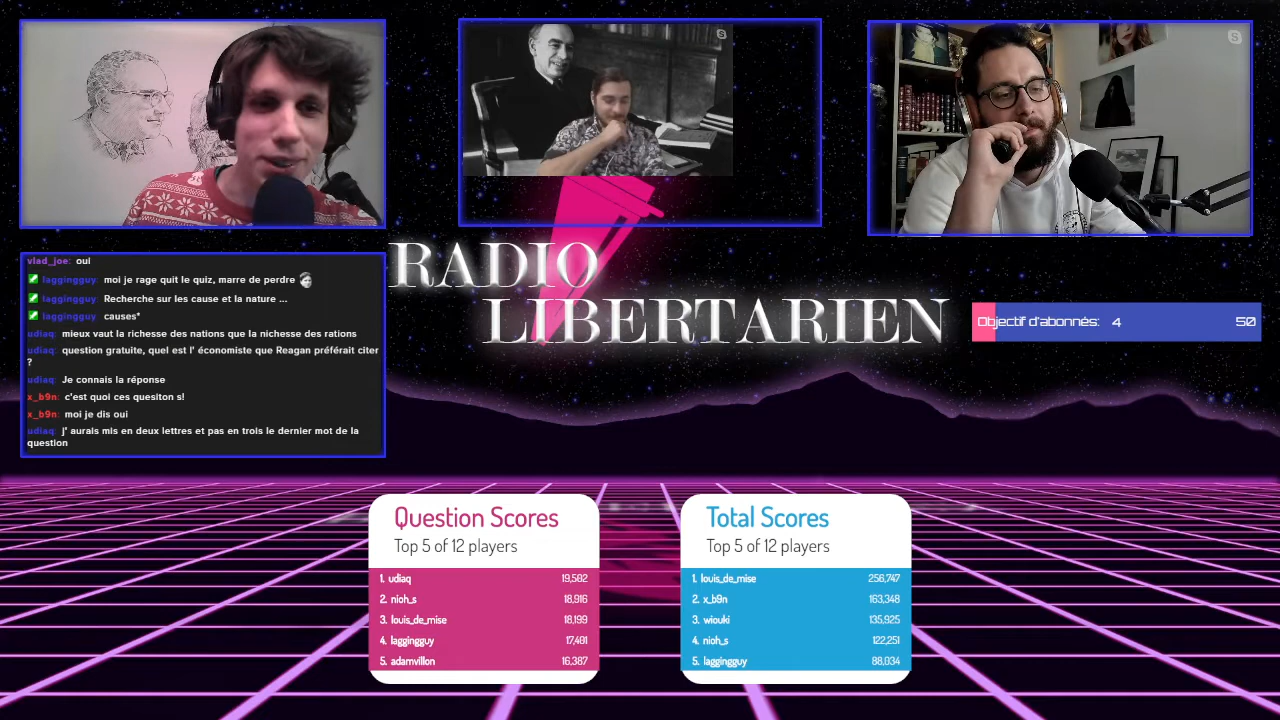 vlad_joe: oui
laggingguy: moi je rage quit le quiz, marre de perdre
laggingguy: Recherche sur les cause et la nature ...
laggingguy: causes*
udiaq: mieux vaut la richesse des nations que la nichesse des rations
udiaq: question gratuite, quel est l' économiste que Reagan préférait citer
?
udiaq: Je connais la réponse
x_b9n: c'est quoi ces quesiton s!
x_b9n: moi je dis oui
udiaq: j' aurais mis en deux lettres et pas en trois le dernier mot de la
question
RADIO
LIBERTARIEN
Objectif d'abonnés: 4 50
Question Scores
Top 5 of 12 players
1. udiaq 19,502
2. nioh_s 18,916
3. louis_de_mise 18,199
4. laggingguy 17,401
5. adamvillon 16,387
Total Scores
Top 5 of 12 players
1. louis_de_mise 256,747
2. x_b9n 163,348
3. wiouki 135,925
4. nioh_s 122,251
5. laggingguy 88,034